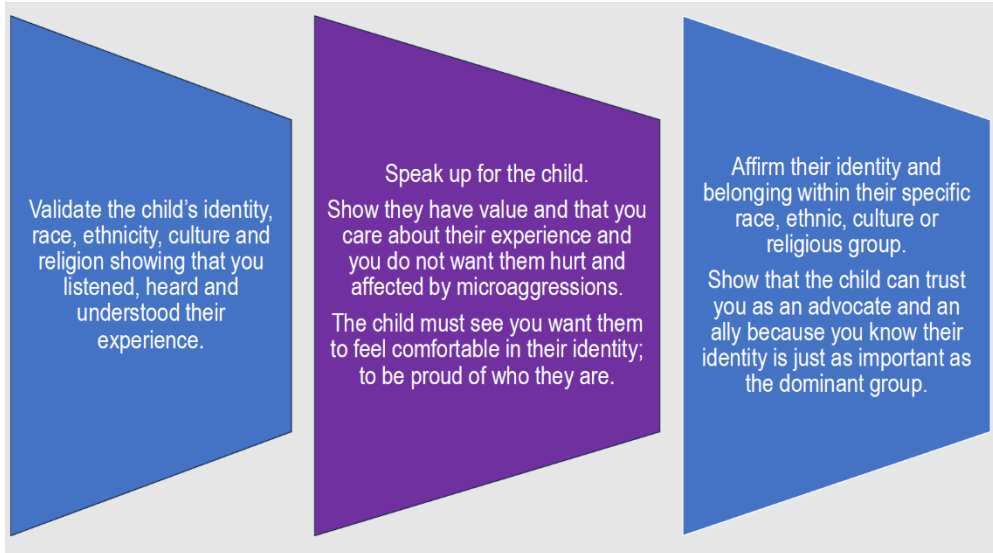 Validate the child’s identity,
race, ethnicity, culture and
religion showing that you
listened, heard and
understood their
experience.
Speak up for the child.
Show they have value and that you
care about their experience and
you do not want them hurt and
affected by microaggressions.
The child must see you want them
to feel comfortable in their identity;
to be proud of who they are.
Affirm their identity and
belonging within their specific
race, ethnic, culture or
religious group.
Show that the child can trust
you as an advocate and an
ally because you know their
identity is just as important as
the dominant group.